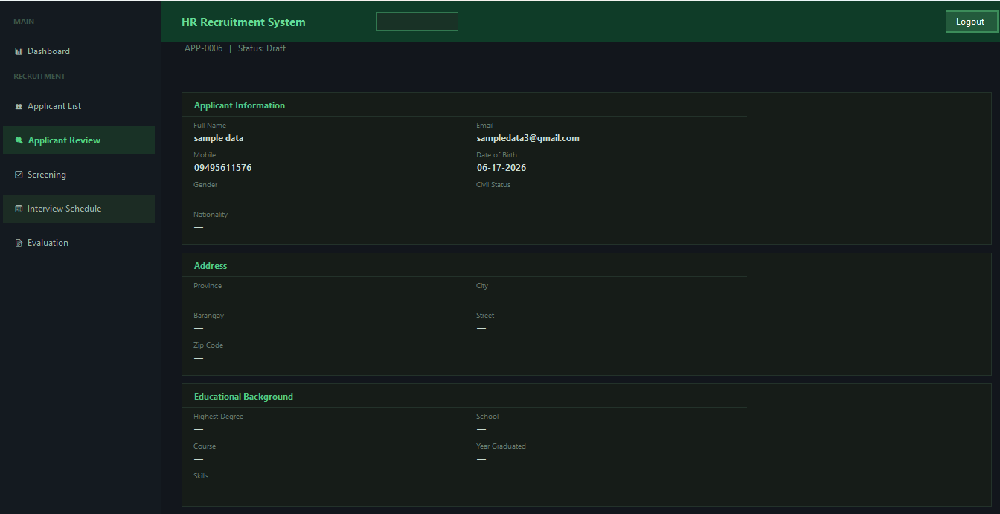 MAIN
Dashboard
RECRUITMENT
Applicant List
Applicant Review
Screening
Interview Schedule
Evaluation
HR Recruitment System
Logout
APP-0006 | Status: Draft
Applicant Information
Full Name Email
sample data sampledata3@gmail.com
Mobile Date of Birth
09495611576 06-17-2026
Gender Civil Status
— —
Nationality
—
Address
Province City
— —
Barangay Street
— —
Zip Code
—
Educational Background
Highest Degree School
— —
Course Year Graduated
— —
Skills
—